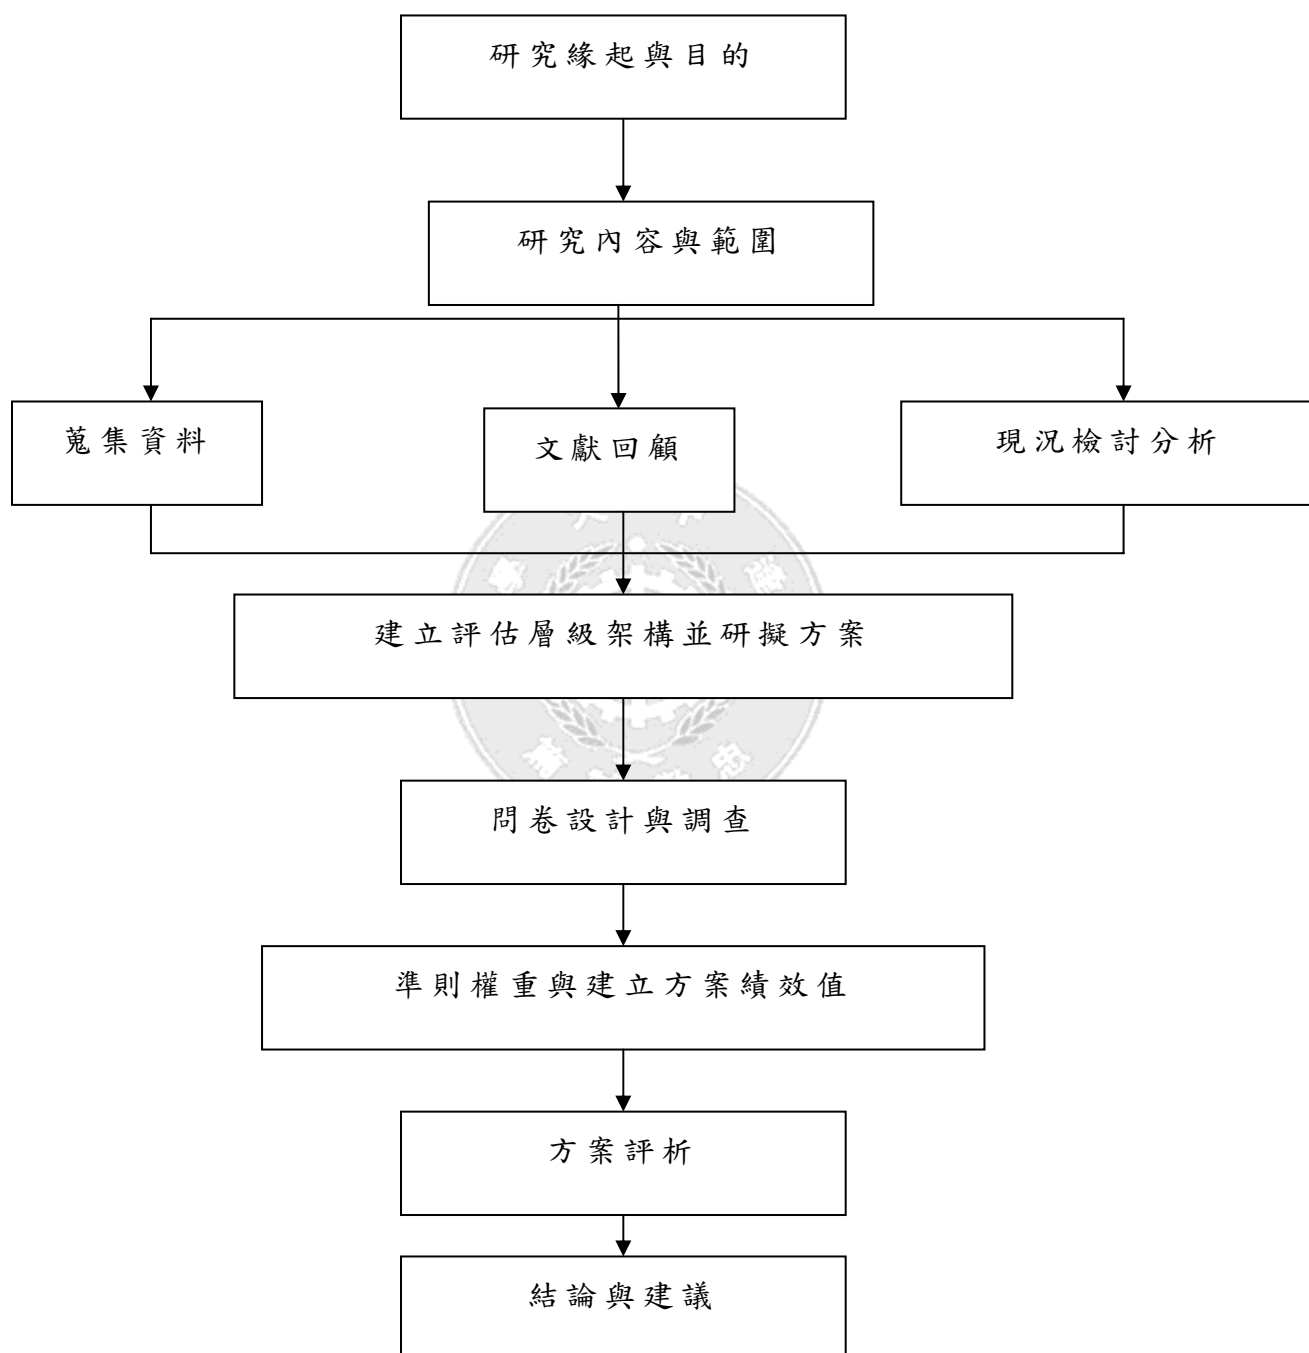 研究緣起與目的
研究內容與範圍
蒐集資料
文獻回顧
現況檢討分析
建立評估層級架構並研擬方案
問卷設計與調查
準則權重與建立方案績效值
方案評析
結論與建議